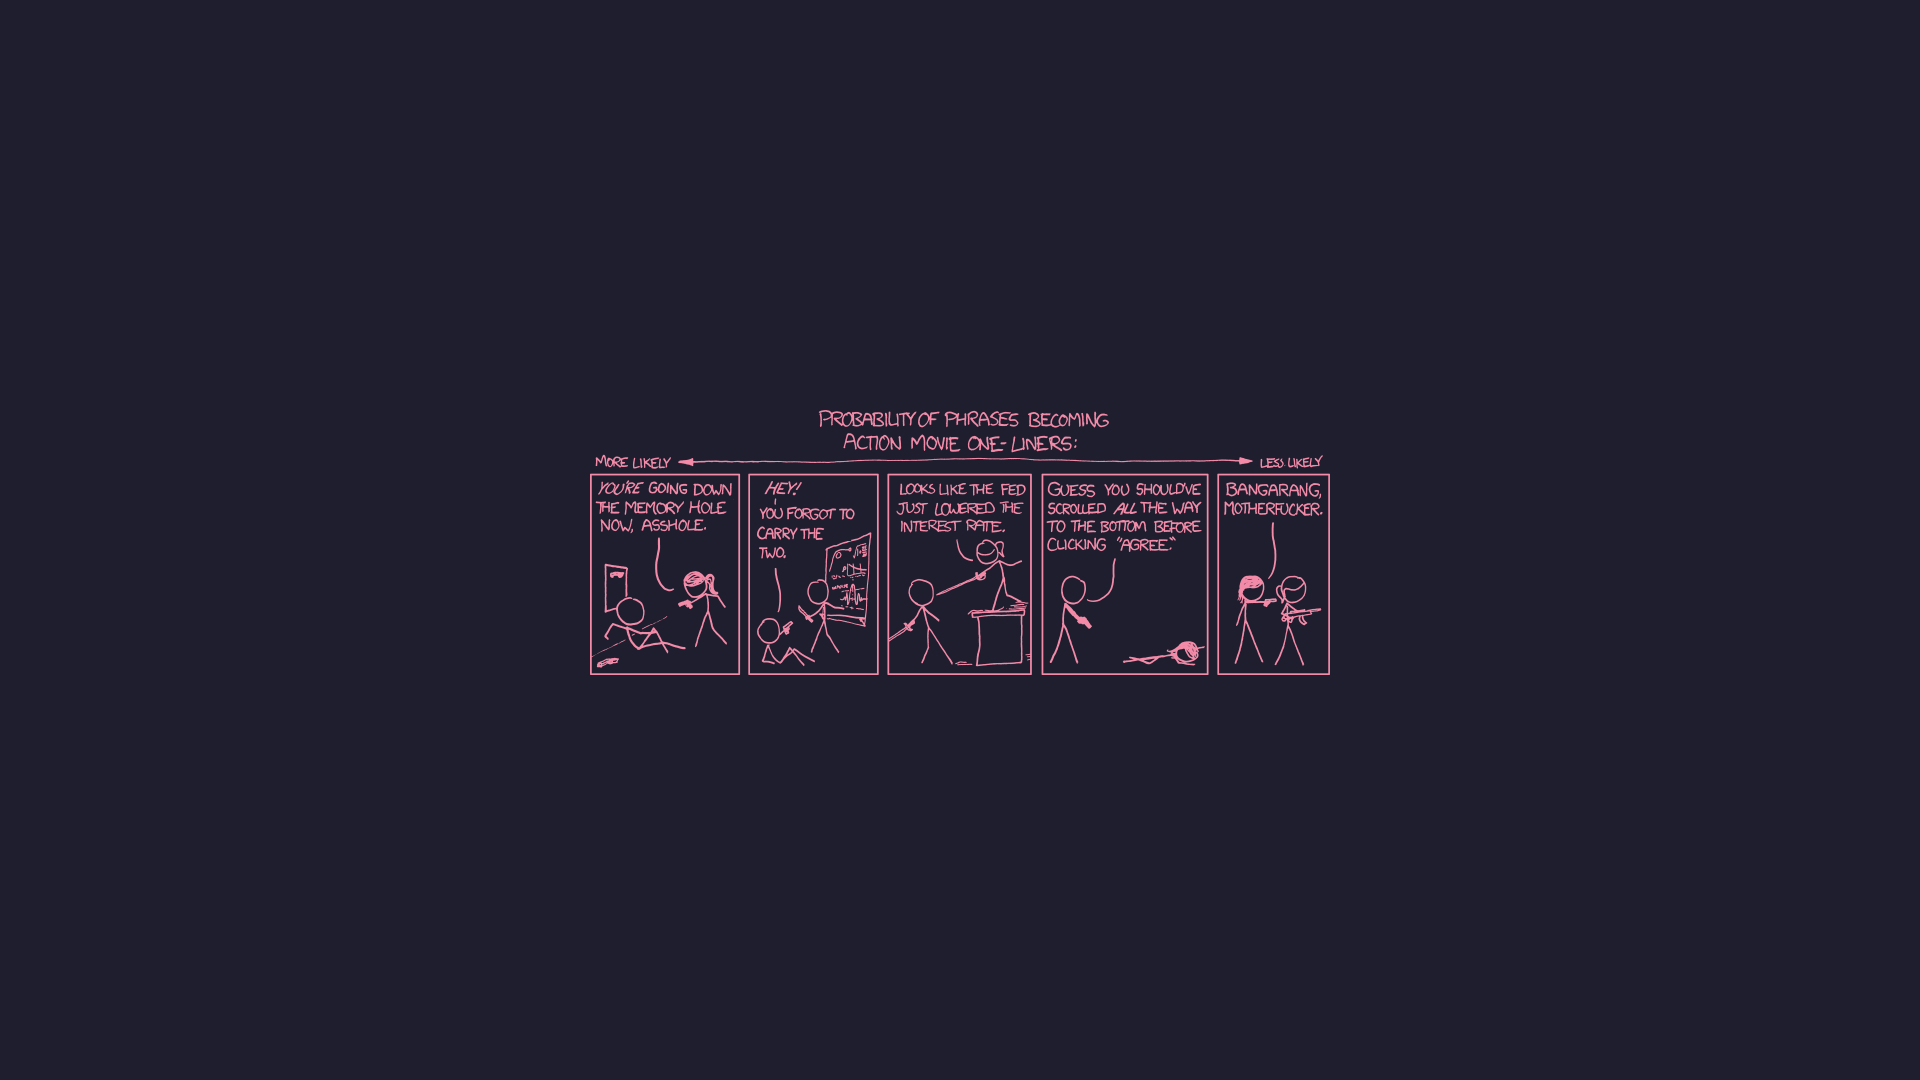 PROBABILITY OF PHRASES BECOMING
ACTION MOVIE ONE-LINERS:
MORE LIKELY
LESS LIKELY
YOU'RE GOING DOWN
THE MEMORY HOLE
NOW, ASSHOLE.
HEY!
YOU FORGOT TO
CARRY THE
TWO.
LOOKS LIKE THE FED
JUST LOWERED THE
INTEREST RATE.
GUESS YOU SHOULD'VE
SCROLLED ALL THE WAY
TO THE BOTTOM BEFORE
CLICKING "AGREE."
BANGARANG,
MOTHERFUCKER.